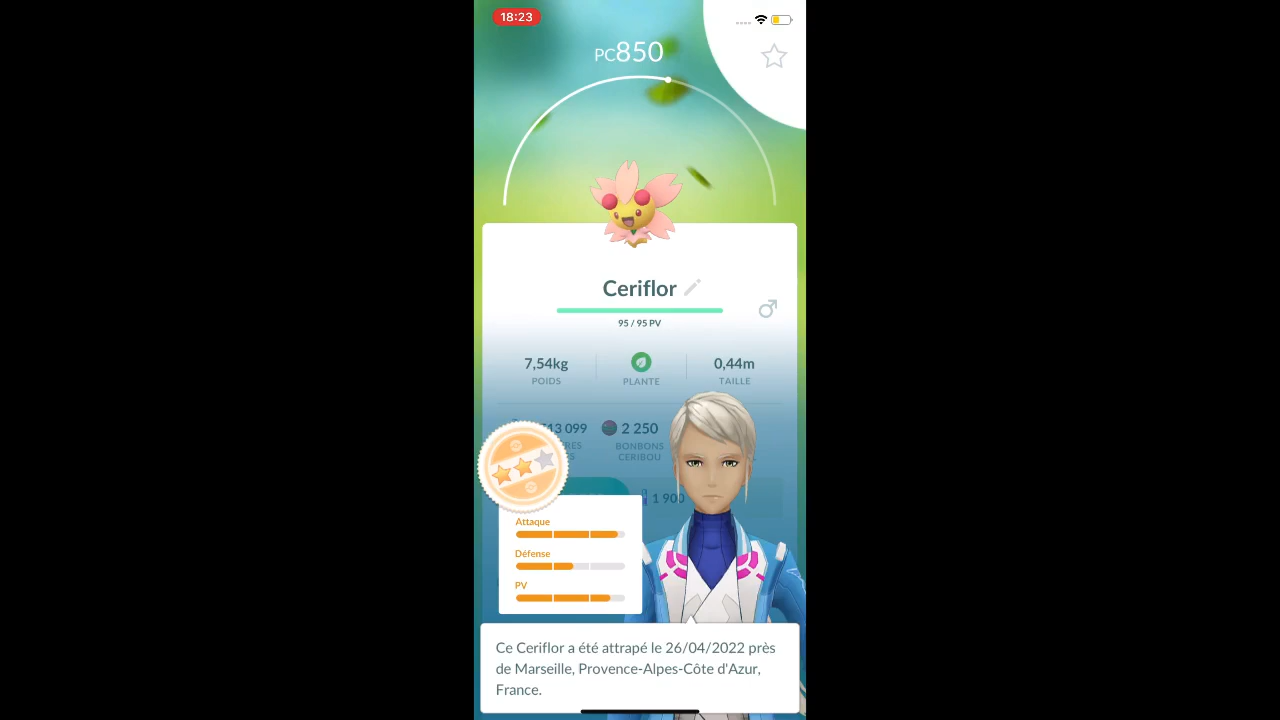 18:23
PC850
Ceriflor
95 / 95 PV
7,54kg
POIDS
PLANTE
0,44m
TAILLE
13 099
2 250
BONBONS
CERIBOU
1 900
Attaque
Défense
PV
Ce Ceriflor a été attrapé le 26/04/2022 près
de Marseille, Provence-Alpes-Côte d'Azur,
France.